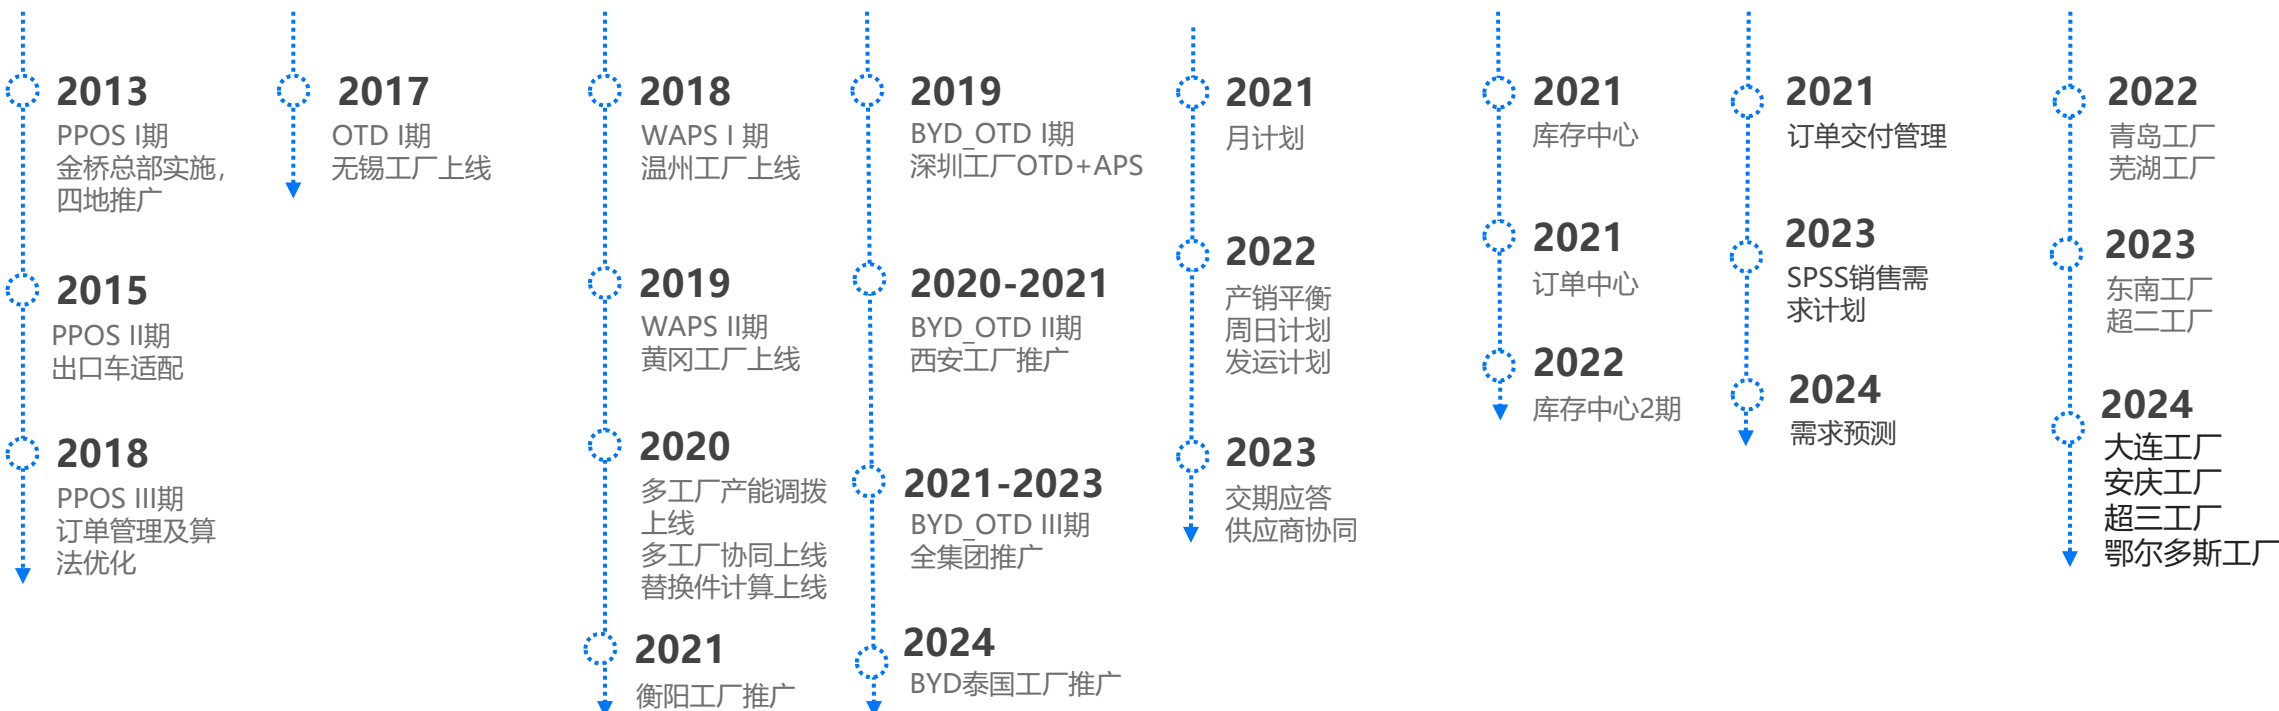 2013
PPOS I期
金桥总部实施,
四地推广
2015
PPOS II期
出口车适配
2018
PPOS III期
订单管理及算
法优化
2017
OTD I期
无锡工厂上线
2018
WAPS I 期
温州工厂上线
2019
WAPS II期
黄冈工厂上线
2020
多工厂产能调拨
上线
多工厂协同上线
替换件计算上线
2021
衡阳工厂推广
2019
BYD_OTD I期
深圳工厂OTD+APS
2020-2021
BYD_OTD II期
西安工厂推广
2021-2023
BYD_OTD III期
全集团推广
2024
BYD泰国工厂推广
2021
月计划
2022
产销平衡
周日计划
发运计划
2023
交期应答
供应商协同
2021
库存中心
2021
订单中心
2022
库存中心2期
2021
订单交付管理
2023
SPSS销售需
求计划
2024
需求预测
2022
青岛工厂
芜湖工厂
2023
东南工厂
超二工厂
2024
大连工厂
安庆工厂
超三工厂
鄂尔多斯工厂